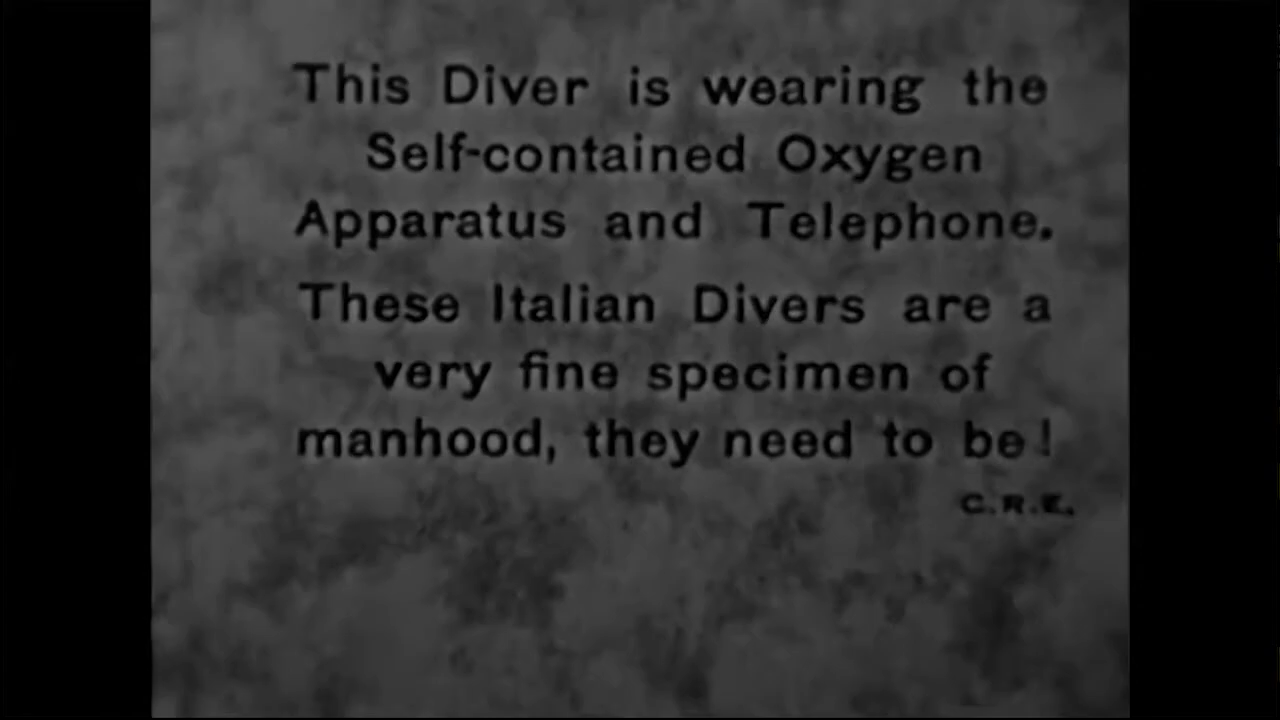 This Diver is wearing the
Self-contained Oxygen
Apparatus and Telephone.
These Italian Divers are a
very fine specimen of
manhood, they need to be!
C.R.E.